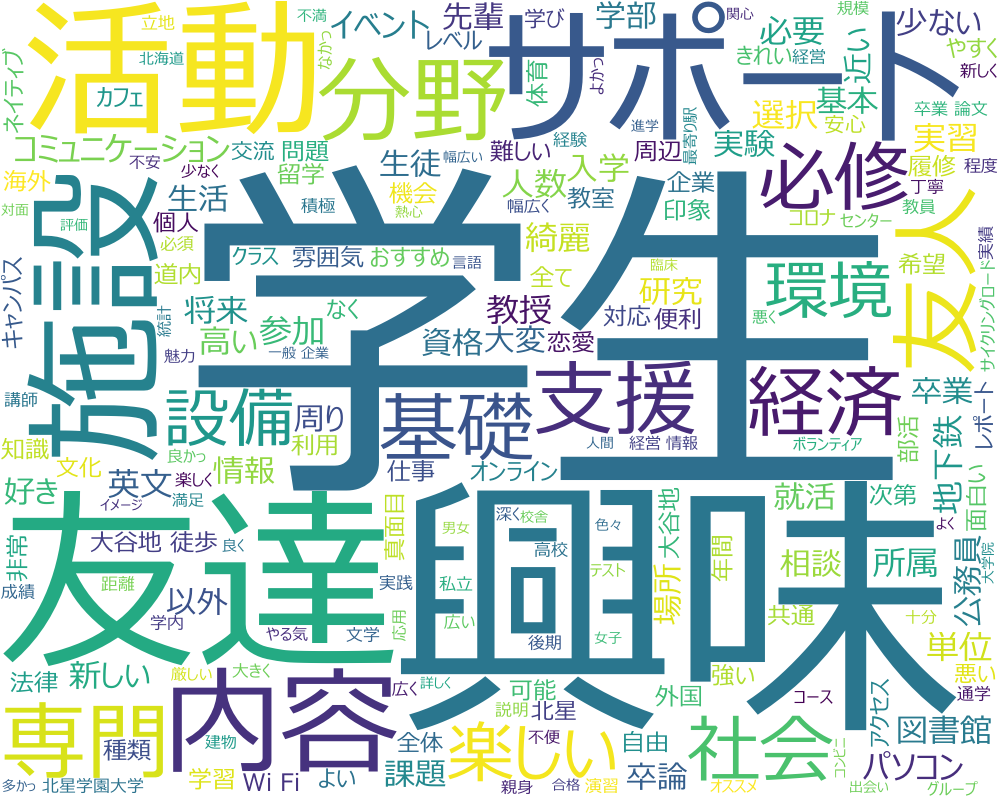 活動
サポート
分野
学生
興味
友達
施設
内容
専門
楽しい
社会
基礎
支援
経済
必修
環境
友人
設備
立地
不満
イベント
先輩
学び
学部
関心
必要
規模
少ない
北海道
なかっ
レベル
よかっ
きれい
経営
近い
やすく
新しく
ネイティブ
カフェ
体育
選択
基本
安心
卒業 論文
コミュニケーション
交流
問題
経験
進学
難しい
周辺
最寄り駅
実験
実習
履修
丁寧
程度
海外
不安
少なく
留学
生徒
幅広い
人数
入学
教室
企業
対面
生活
個人
機会
熱心
幅広く
印象
コロナ
センター
教員
評価
必須
積極
綺麗
道内
クラス
雰囲気
おすすめ
言語
全て
臨床
研究
希望
実績
キャンパス
統計
将来
なく
教授
対応
便利
悪く
サイクリングロード
高い
参加
資格
大変
恋愛
魅力
一般 企業
講師
周り
利用
人間
経営 情報
ボランティア
卒業
レポート
知識
文化
良かっ
情報
仕事
オンライン
部活
地下鉄
好き
英文
楽しく
満足
イメージ
就活
次第
面白い
非常
大谷地 徒歩
良く
真面目
男女
深く
校舎
色々
大谷地
よく
成績
距離
以外
実践
私立
高校
テスト
場所
年間
相談
所属
公務員
大学院
学内
やる気
文学
応用
広い
後期
女子
共通
十分
単位
法律
新しい
厳しい
大きく
広く
詳しく
可能
外国
強い
コース
悪い
通学
説明
北星
アクセス
図書館
種類
建物
全体
不便
自由
コンビニ
パソコン
多かっ
北星学園大学
学習
Wi Fi
よい
課題
親身
合格
演習
卒論
オススメ
出会い
グループ